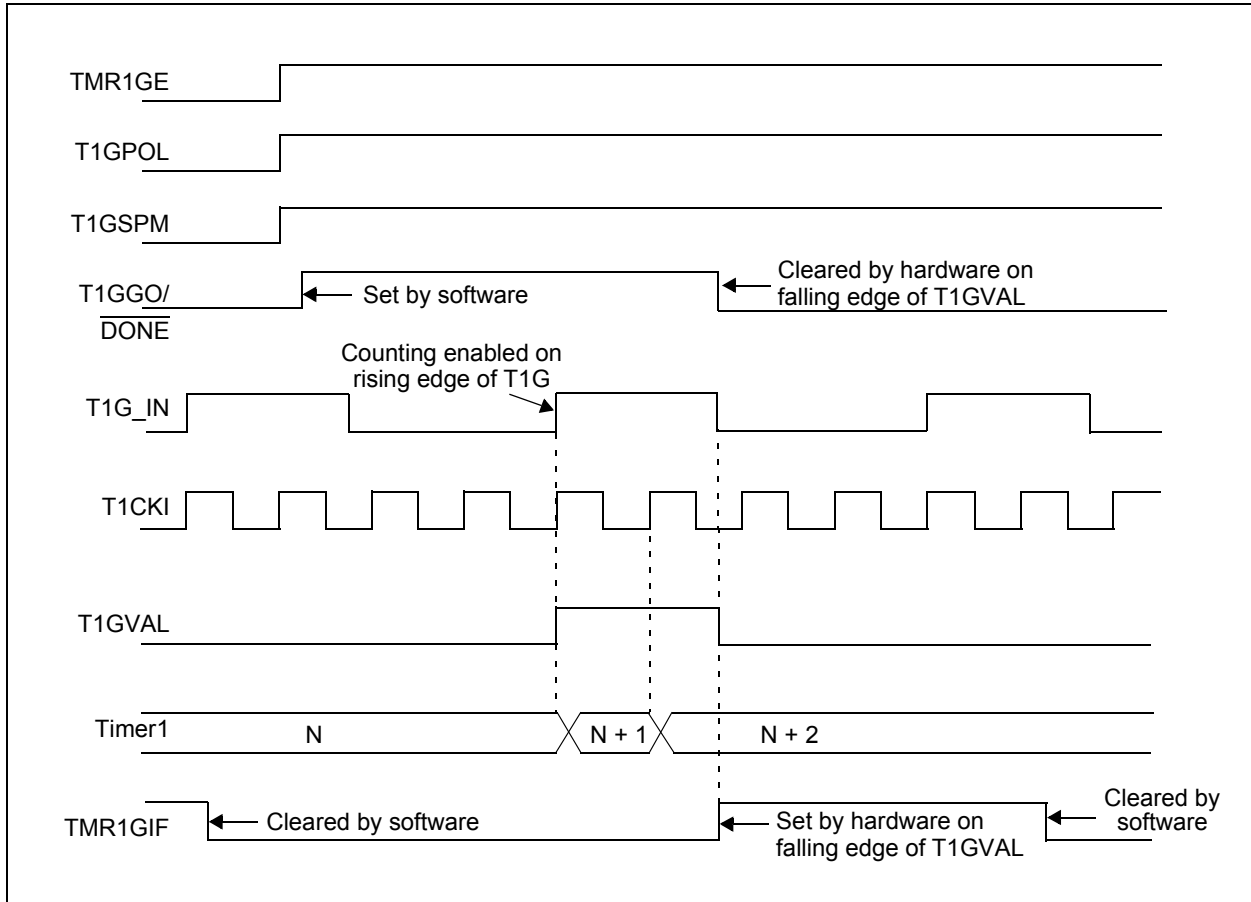 TMR1GE
T1GPOL
T1GSPM
T1GGO/
DONE
Set by software
Cleared by hardware on
falling edge of T1GVAL
Counting enabled on
rising edge of T1G
T1G_IN
T1CKI
T1GVAL
Timer1
N
N + 1
N + 2
TMR1GIF
Cleared by software
Set by hardware on
falling edge of T1GVAL
Cleared by
software